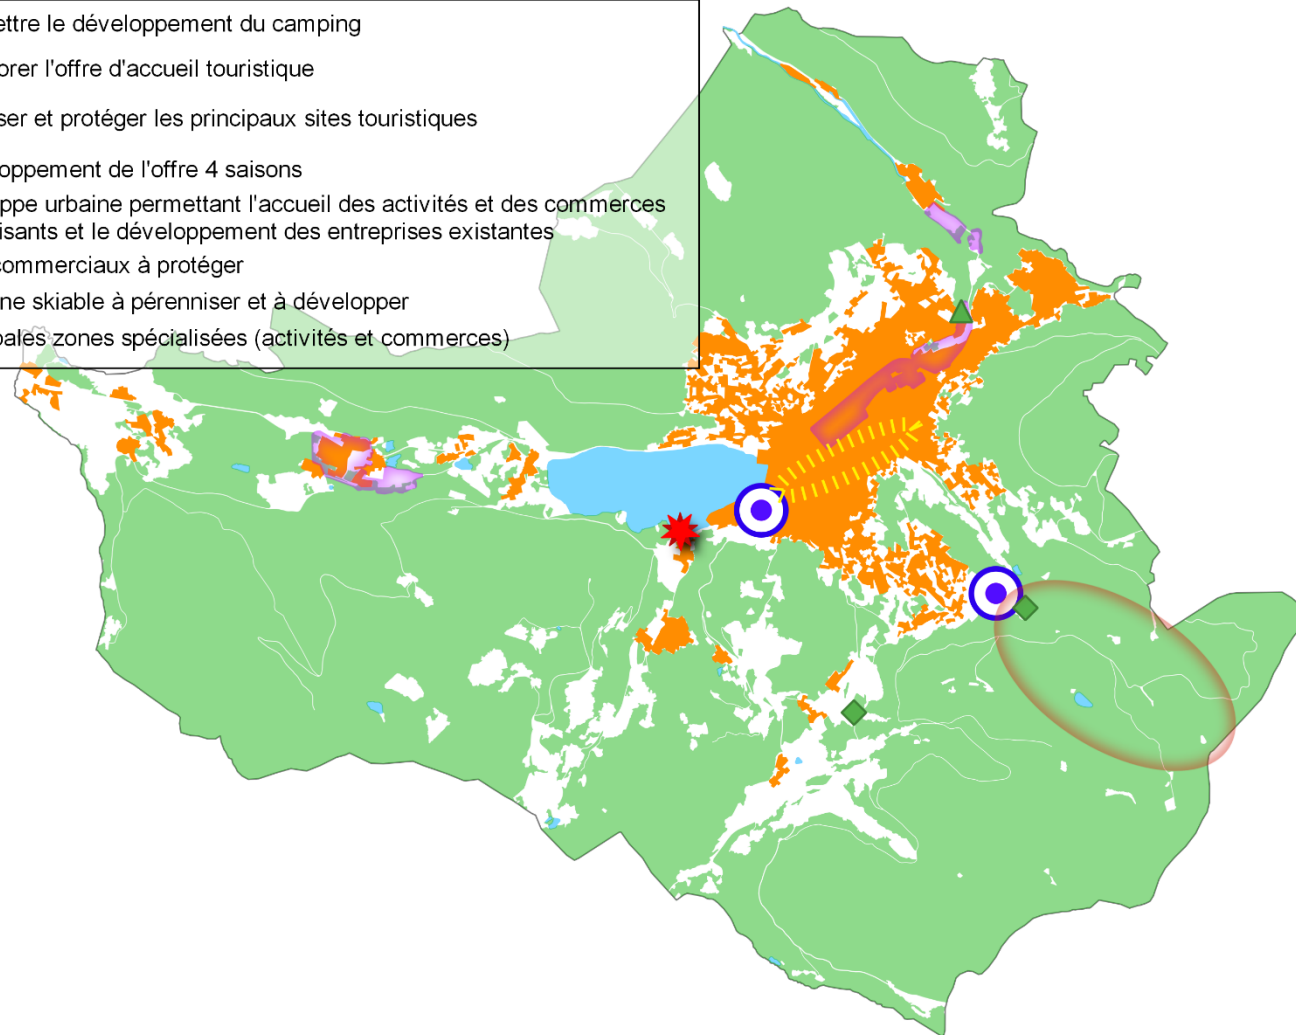 ettre le développement du camping
orer l'offre d'accueil touristique
ser et protéger les principaux sites touristiques
oppement de l'offre 4 saisons
ppe urbaine permettant l'accueil des activités et des commerces
isants et le développement des entreprises existantes
commerciaux à protéger
ne skiable à pérenniser et à développer
pales zones spécialisées (activités et commerces)